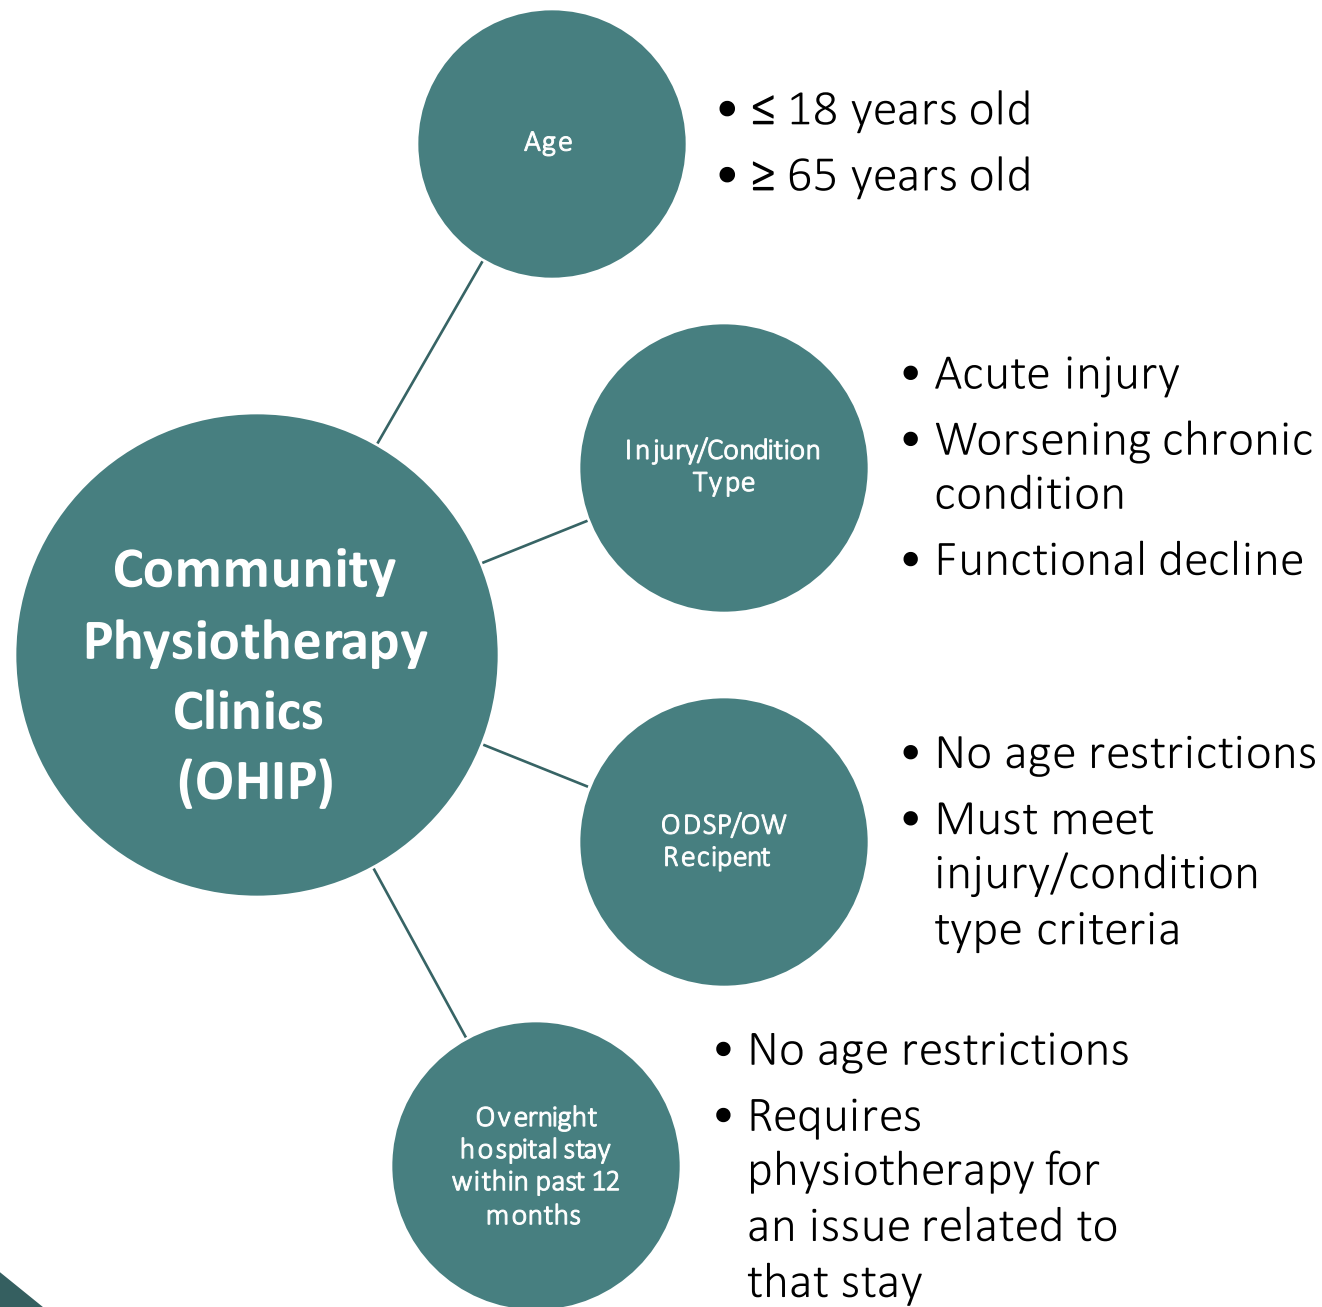 Age
• ≤ 18 years old
• ≥ 65 years old
Injury/Condition
Type
• Acute injury
• Worsening chronic
condition
• Functional decline
Community
Physiotherapy
Clinics
(OHIP)
ODSP/OW
Recipent
• No age restrictions
• Must meet
injury/condition
type criteria
Overnight
hospital stay
within past 12
months
• No age restrictions
• Requires
physiotherapy for
an issue related to
that stay